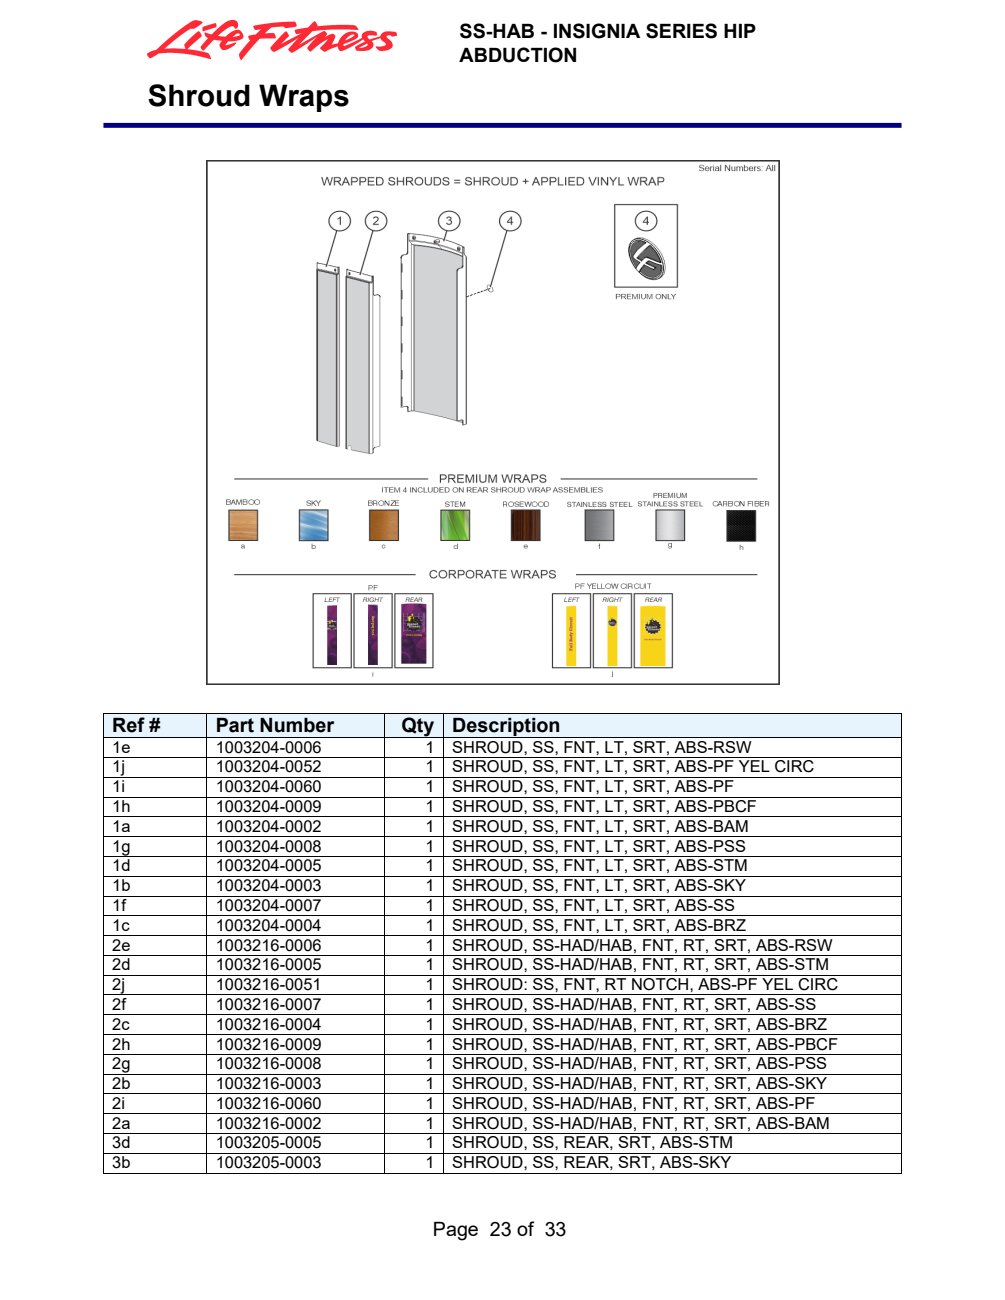 Life Fitness
SS-HAB - INSIGNIA SERIES HIP
ABDUCTION
Shroud Wraps
Serial Numbers: All
WRAPPED SHROUDS = SHROUD + APPLIED VINYL WRAP
1 2 3 4 4
PREMIUM ONLY
PREMIUM WRAPS
ITEM 4 INCLUDED ON REAR SHROUD WRAP ASSEMBLIES
BAMBOO SKY BRONZE STEM ROSEWOOD STAINLESS STEEL PREMIUM STAINLESS STEEL CARBON FIBER
a b c d e f g h
CORPORATE WRAPS
PF PF YELLOW CIRCUIT
LEFT RIGHT REAR LEFT RIGHT REAR
i j
Ref # Part Number Qty Description
1e 1003204-0006 1 SHROUD, SS, FNT, LT, SRT, ABS-RSW
1j 1003204-0052 1 SHROUD, SS, FNT, LT, SRT, ABS-PF YEL CIRC
1i 1003204-0060 1 SHROUD, SS, FNT, LT, SRT, ABS-PF
1h 1003204-0009 1 SHROUD, SS, FNT, LT, SRT, ABS-PBCF
1a 1003204-0002 1 SHROUD, SS, FNT, LT, SRT, ABS-BAM
1g 1003204-0008 1 SHROUD, SS, FNT, LT, SRT, ABS-PSS
1d 1003204-0005 1 SHROUD, SS, FNT, LT, SRT, ABS-STM
1b 1003204-0003 1 SHROUD, SS, FNT, LT, SRT, ABS-SKY
1f 1003204-0007 1 SHROUD, SS, FNT, LT, SRT, ABS-SS
1c 1003204-0004 1 SHROUD, SS, FNT, LT, SRT, ABS-BRZ
2e 1003216-0006 1 SHROUD, SS-HAD/HAB, FNT, RT, SRT, ABS-RSW
2d 1003216-0005 1 SHROUD, SS-HAD/HAB, FNT, RT, SRT, ABS-STM
2j 1003216-0051 1 SHROUD: SS, FNT, RT NOTCH, ABS-PF YEL CIRC
2f 1003216-0007 1 SHROUD, SS-HAD/HAB, FNT, RT, SRT, ABS-SS
2c 1003216-0004 1 SHROUD, SS-HAD/HAB, FNT, RT, SRT, ABS-BRZ
2h 1003216-0009 1 SHROUD, SS-HAD/HAB, FNT, RT, SRT, ABS-PBCF
2g 1003216-0008 1 SHROUD, SS-HAD/HAB, FNT, RT, SRT, ABS-PSS
2b 1003216-0003 1 SHROUD, SS-HAD/HAB, FNT, RT, SRT, ABS-SKY
2i 1003216-0060 1 SHROUD, SS-HAD/HAB, FNT, RT, SRT, ABS-PF
2a 1003216-0002 1 SHROUD, SS-HAD/HAB, FNT, RT, SRT, ABS-BAM
3d 1003205-0005 1 SHROUD, SS, REAR, SRT, ABS-STM
3b 1003205-0003 1 SHROUD, SS, REAR, SRT, ABS-SKY
Page 23 of 33